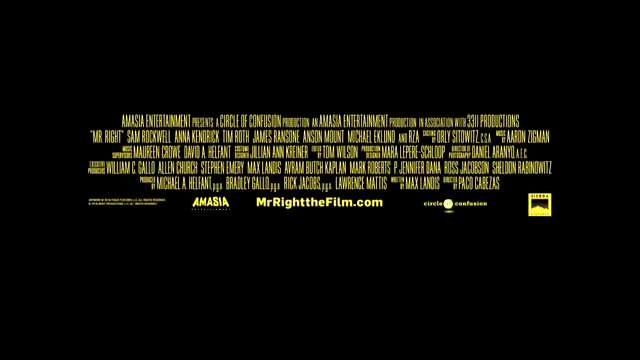 AMASIA ENTERTAINMENT PRESENTS A CIRCLE OF CONFUSION PRODUCTION AN AMASIA ENTERTAINMENT PRODUCTION IN ASSOCIATION WITH 3311 PRODUCTIONS
"MR. RIGHT" SAM ROCKWELL ANNA KENDRICK TIM ROTH JAMES RANSONE ANSON MOUNT MICHAEL EKLUND AND RZA CASTING BY ORLY SITOWITZ, C.S.A. MUSIC BY AARON ZIGMAN
MUSIC SUPERVISORS MAUREEN CROWE DAVID A. HELFANT COSTUME DESIGNER JILLIAN ANN KREINER EDITED BY TOM WILSON PRODUCTION DESIGNER MARA LEPERE-SCHLOOP DIRECTOR OF PHOTOGRAPHY DANIEL ARANYO, A.E.C.
EXECUTIVE PRODUCERS WILLIAM C. GALLO ALLEN CHURCH STEPHEN EMERY MAX LANDIS AVRAM BUTCH KAPLAN MARK ROBERTS P. JENNIFER DANA ROSS JACOBSON SHELDON RABINOWITZ
PRODUCED BY MICHAEL A. HELFANT, p.g.a. BRADLEY GALLO, p.g.a. RICK JACOBS, p.g.a. LAWRENCE MATTIS WRITTEN BY MAX LANDIS DIRECTED BY PACO CABEZAS
AMASIA ENTERTAINMENT MrRighttheFilm.com circle of confusion SIERRA